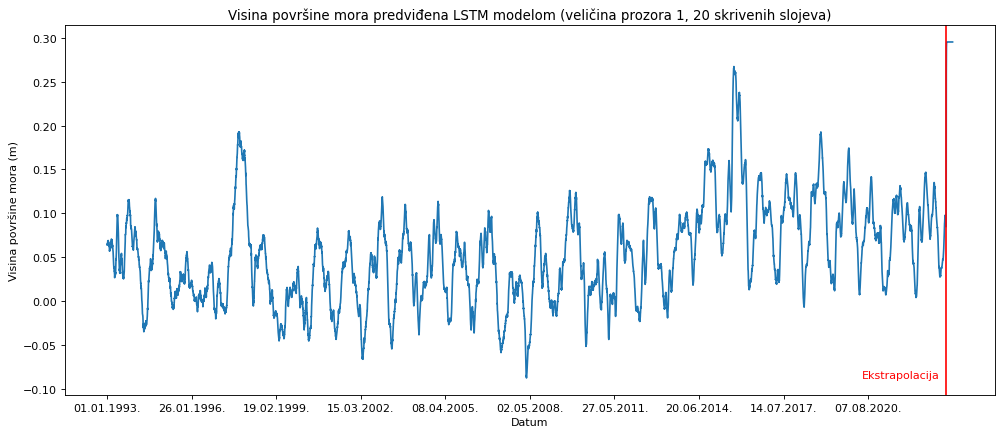 Visina površine mora predviđena LSTM modelom (veličina prozora 1, 20 skrivenih slojeva)
0.30
0.25
0.20
0.15
0.10
0.05
0.00
−0.05
−0.10
Visina površine mora (m)
Ekstrapolacija
01.01.1993. 26.01.1996. 19.02.1999. 15.03.2002. 08.04.2005. 02.05.2008. 27.05.2011. 20.06.2014. 14.07.2017. 07.08.2020.
Datum